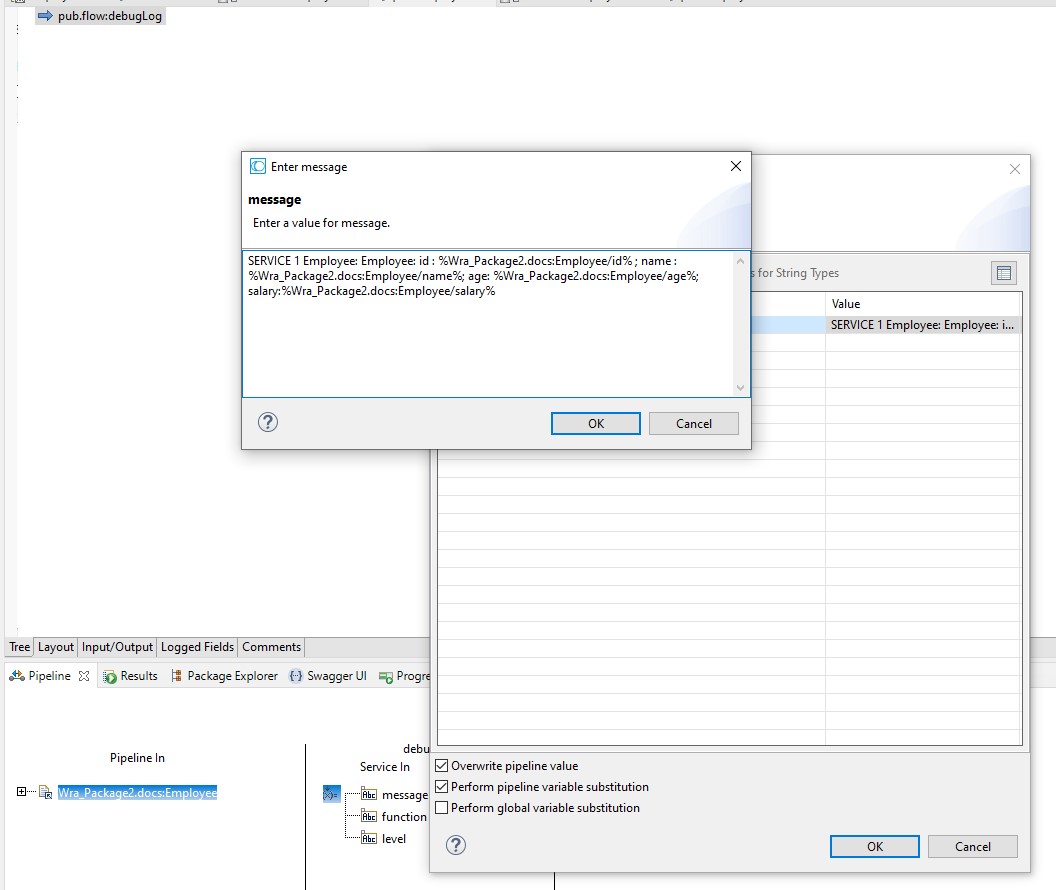 pub.flow:debugLog
Enter message
message
Enter a value for message.
SERVICE 1 Employee: Employee: id : %Wra_Package2.docs:Employee/id% ; name :
%Wra_Package2.docs:Employee/name%; age: %Wra_Package2.docs:Employee/age%;
salary:%Wra_Package2.docs:Employee/salary%
OK
Cancel
for String Types
Value
SERVICE 1 Employee: Employee: i...
Tree
Layout
Input/Output
Logged Fields
Comments
Pipeline
Results
Package Explorer
Swagger UI
Progre
Pipeline In
debu
Service In
Wra_Package2.docs:Employee
message
function
level
Overwrite pipeline value
Perform pipeline variable substitution
Perform global variable substitution
OK
Cancel